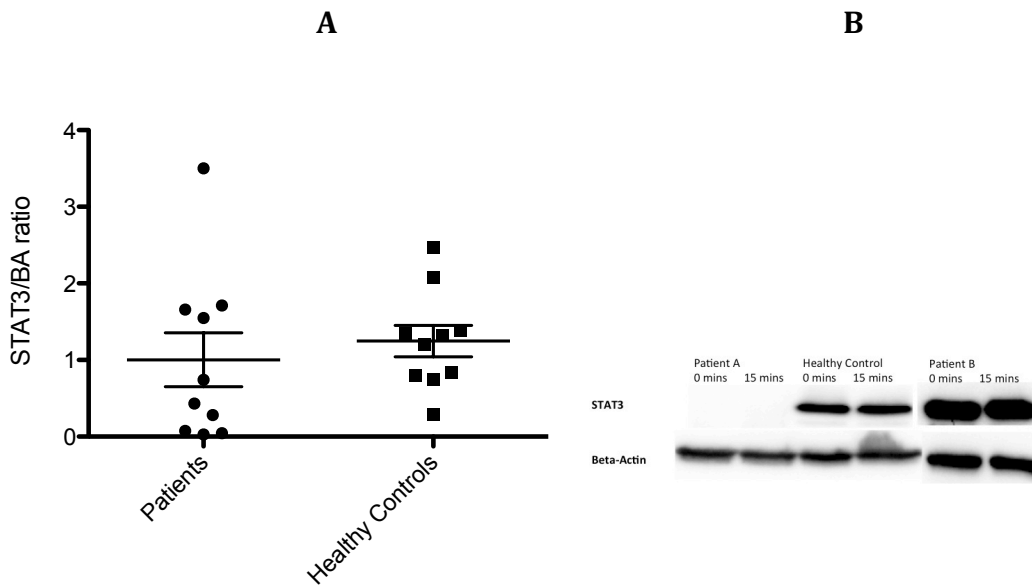 A
B
4
3
2
1
0
STAT3/BA ratio
Patients
Healthy Controls
Patient A Healthy Control Patient B
0 mins 15 mins 0 mins 15 mins 0 mins 15 mins
STAT3
Beta-Actin